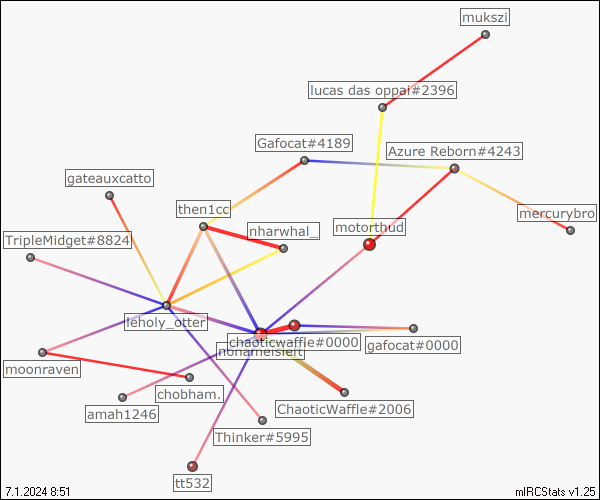 mukszi
lucas das oppai#2396
Gafocat#4189
Azure Reborn#4243
gateauxcatto
then1cc
mercurybro
nharwhal_
motorthud
TripleMidget#8824
leholy_otter
chaoticwaffle#0000
gafocat#0000
nonameisleft
moonraven
chobham.
ChaoticWaffle#2006
amah1246
Thinker#5995
tt532
7.1.2024 8:51
mIRCStats v1.25